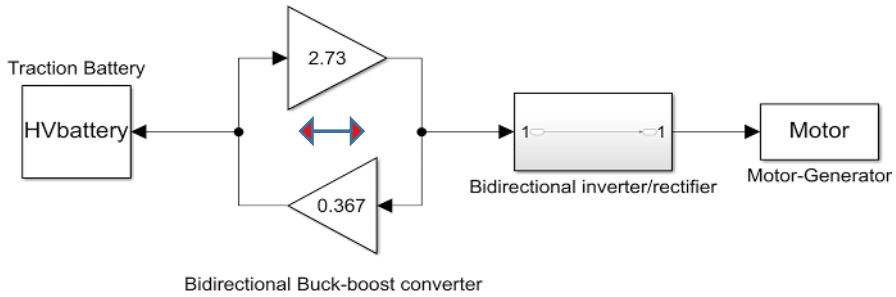 2.73
Traction Battery
HVbattery
0.367
1
1
Bidirectional inverter/rectifier
Motor
Motor-Generator
Bidirectional Buck-boost converter